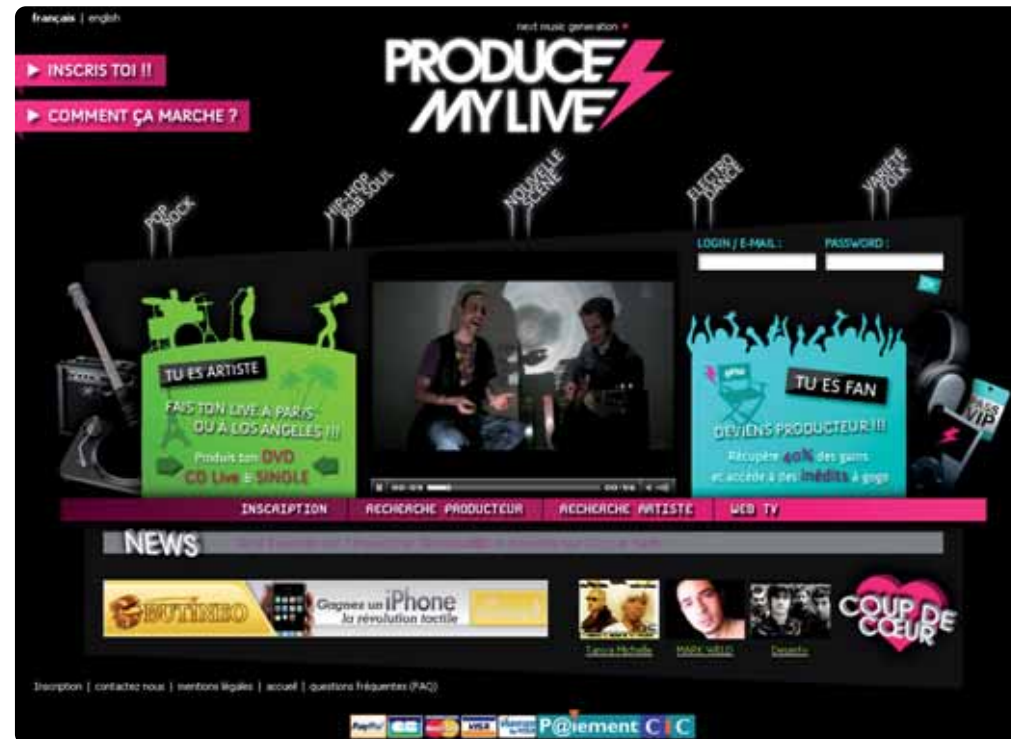 français | english
next music generation
PRODUCE
MY LIVE
INSCRIS TOI !!
COMMENT ÇA MARCHE ?
POP
ROCK
HIP-HOP
R&B SOUL
NOUVELLE
SCÈNE
ELECTRO
DANCE
VARIÉTÉ
FOLK
LOGIN / E-MAIL :
PASSWORD :
OK
TU ES ARTISTE
FAIS TON LIVE A PARIS
OU A LOS ANGELES !!!
Produit ton DVD
CD Live & SINGLE
TU ES FAN
DEVIENS PRODUCTEUR !!!
Récupère 40% des gains
et accède à des inédits à gogo
PASS
VIP
INSCRIPTION
RECHERCHE PRODUCTEUR
RECHERCHE ARTISTE
WEB TV
NEWS
BUTINEO
Gagnez un iPhone
la révolution tactile
Tanya Michelle
MARK WELD
COUP DE
CŒUR
Inscription | contactez nous | mentions légales | accueil | questions fréquentes (FAQ)
PayPal
CB
VISA
P@iement CIC